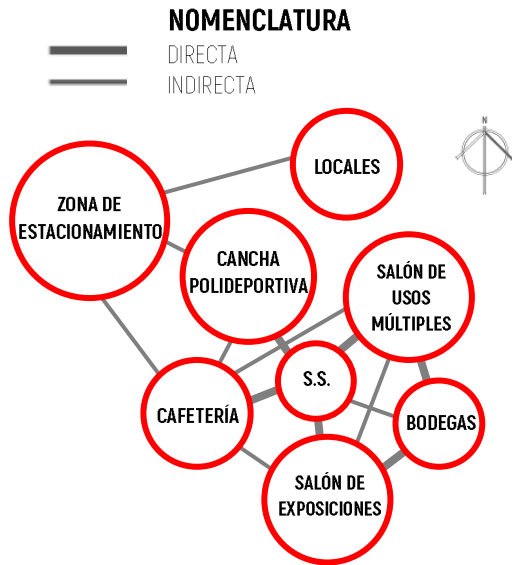 NOMENCLATURA
DIRECTA
INDIRECTA
N
LOCALES
ZONA DE
ESTACIONAMIENTO
CANCHA
POLIDEPORTIVA
SALÓN DE
USOS
MÚLTIPLES
S.S.
CAFETERÍA
BODEGAS
SALÓN DE
EXPOSICIONES